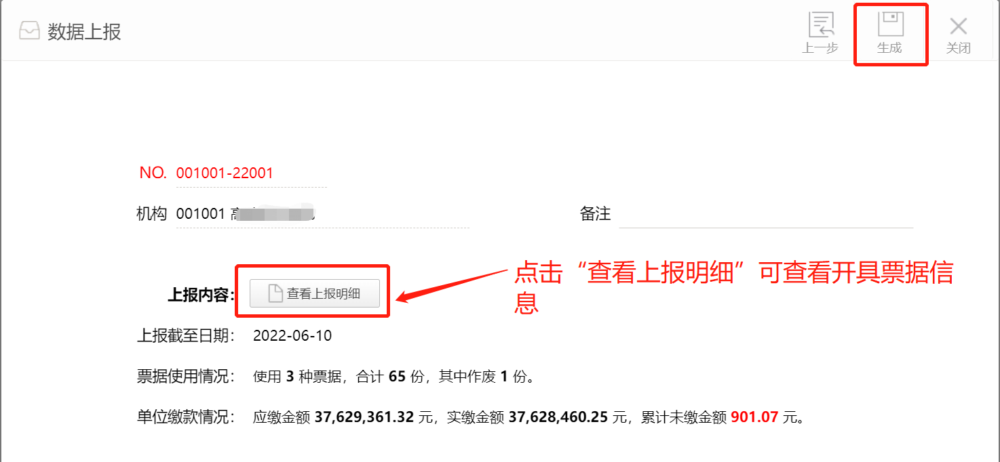 数据上报
上一步
生成
关闭
NO. 001001-22001
机构 001001
备注
点击“查看上报明细”可查看开具票据信
息
上报内容: 查看上报明细
上报截至日期: 2022-06-10
票据使用情况: 使用 3 种票据，合计 65 份，其中作废 1 份。
单位缴款情况: 应缴金额 37,629,361.32 元，实缴金额 37,628,460.25 元，累计未缴金额 901.07 元。